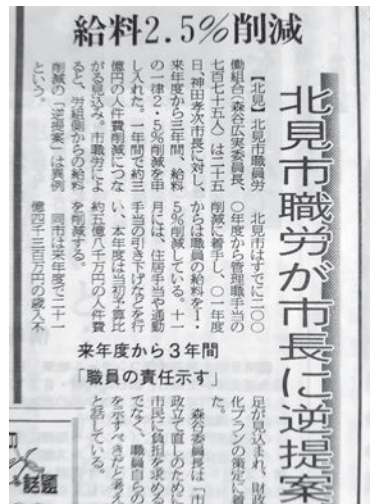 給料2.5%削減
北見市職労が市長に逆提案
来年度から3年間
「職員の責任示す」
【北見】北見市職員労
働組合(森谷広実委員長、
七百七十五人)は二十五
日、神田孝次市長に対し、
来年度から三年間、給料
の一律2・5%削減を申
し入れた。一年間で約三
億円の人件費削減につな
がる見込み。市職労によ
ると、労組側からの給料
削減の「逆提案」は異例
という。
北見市はすでに二〇〇
〇年度から管理職手当の
削減に着手し、〇一年度
からは職員の給料を1・
5%削減している。十一
月には、住居手当や通勤
手当の引き下げなどを行
い、本年度は当初予算比
約五億八千万円の人件費
を削減する。
同市は来年度で二十一
億四千三百万円の歳入不
足が見込まれ、財
化プランの策定に着
た。
森谷委員長は「市
政立て直しのために
市民に負担を求める
でなく、職員自らの
を示すべきだと考え
と話している。
話題